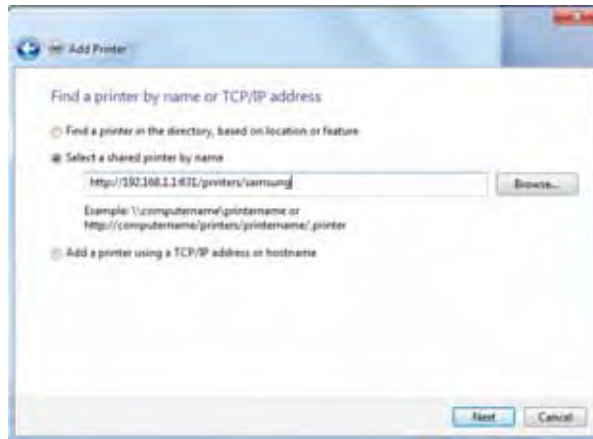 Add Printer
Find a printer by name or TCP/IP address
Find a printer in the directory, based on location or feature
Select a shared printer by name
http://192.168.1.1:631/printers/samsung
Browse...
Example: \\computername\printername or
http://computername/printers/printername/.printer
Add a printer using a TCP/IP address or hostname
Next
Cancel